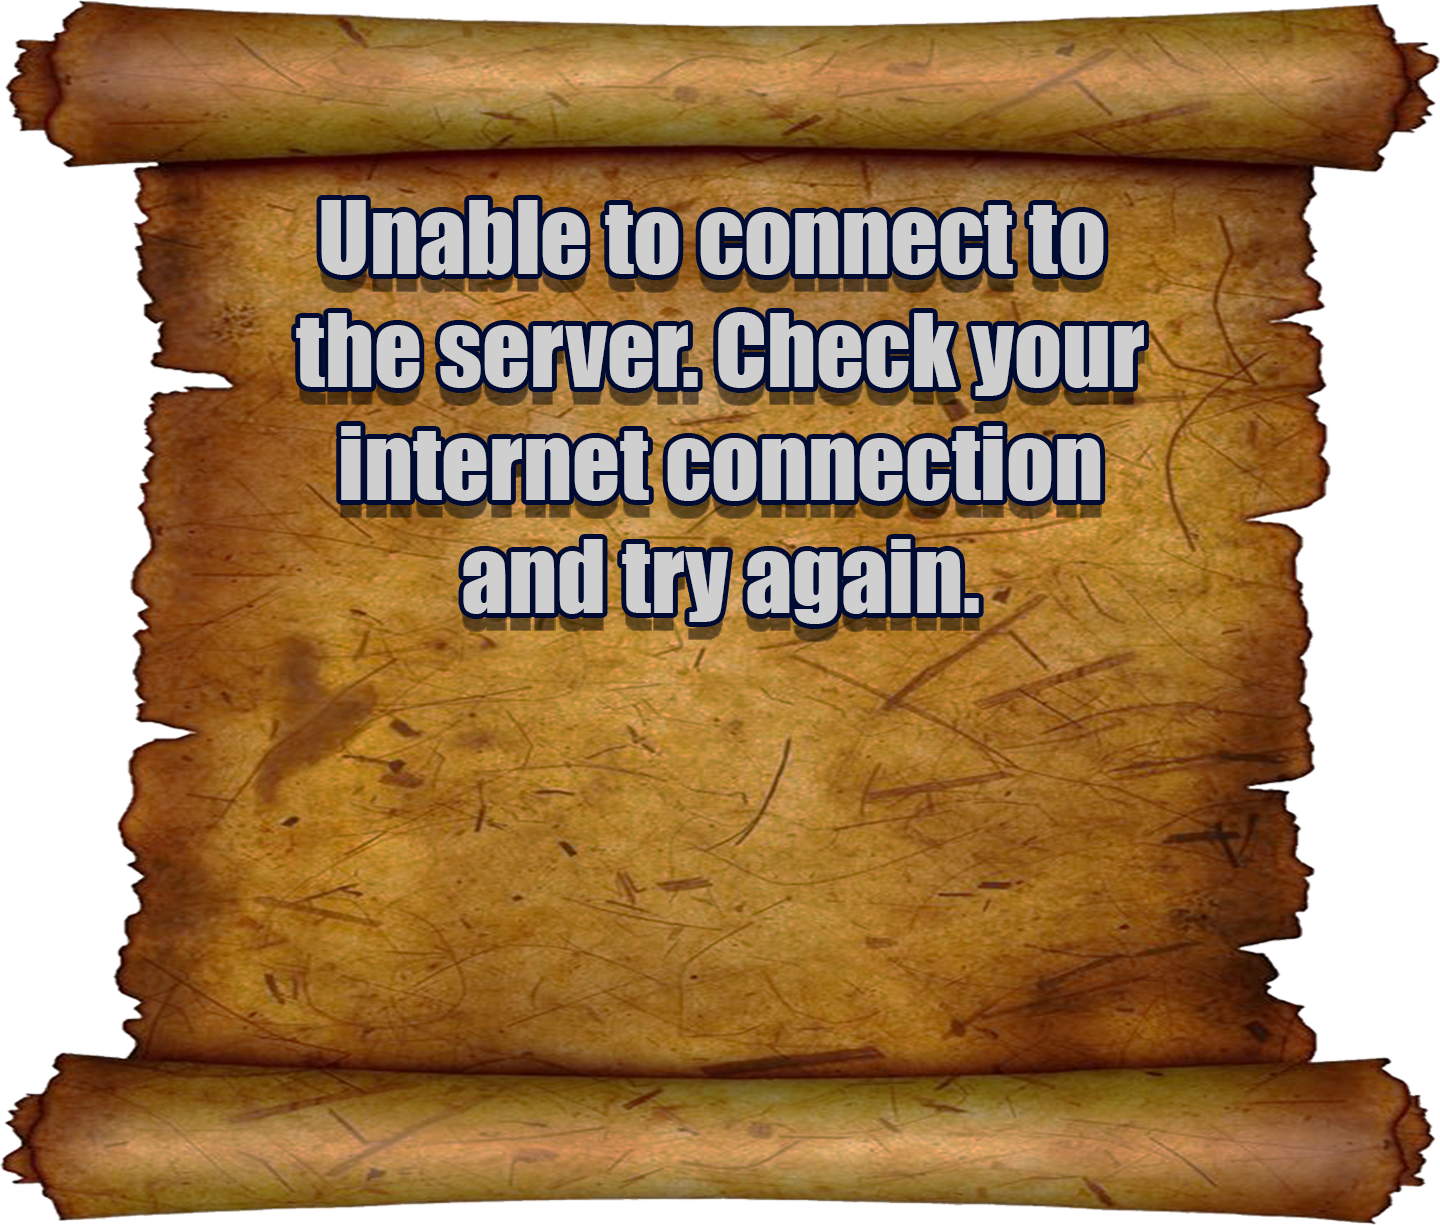 Unable to connect to
the server. Check your
internet connection
and try again.